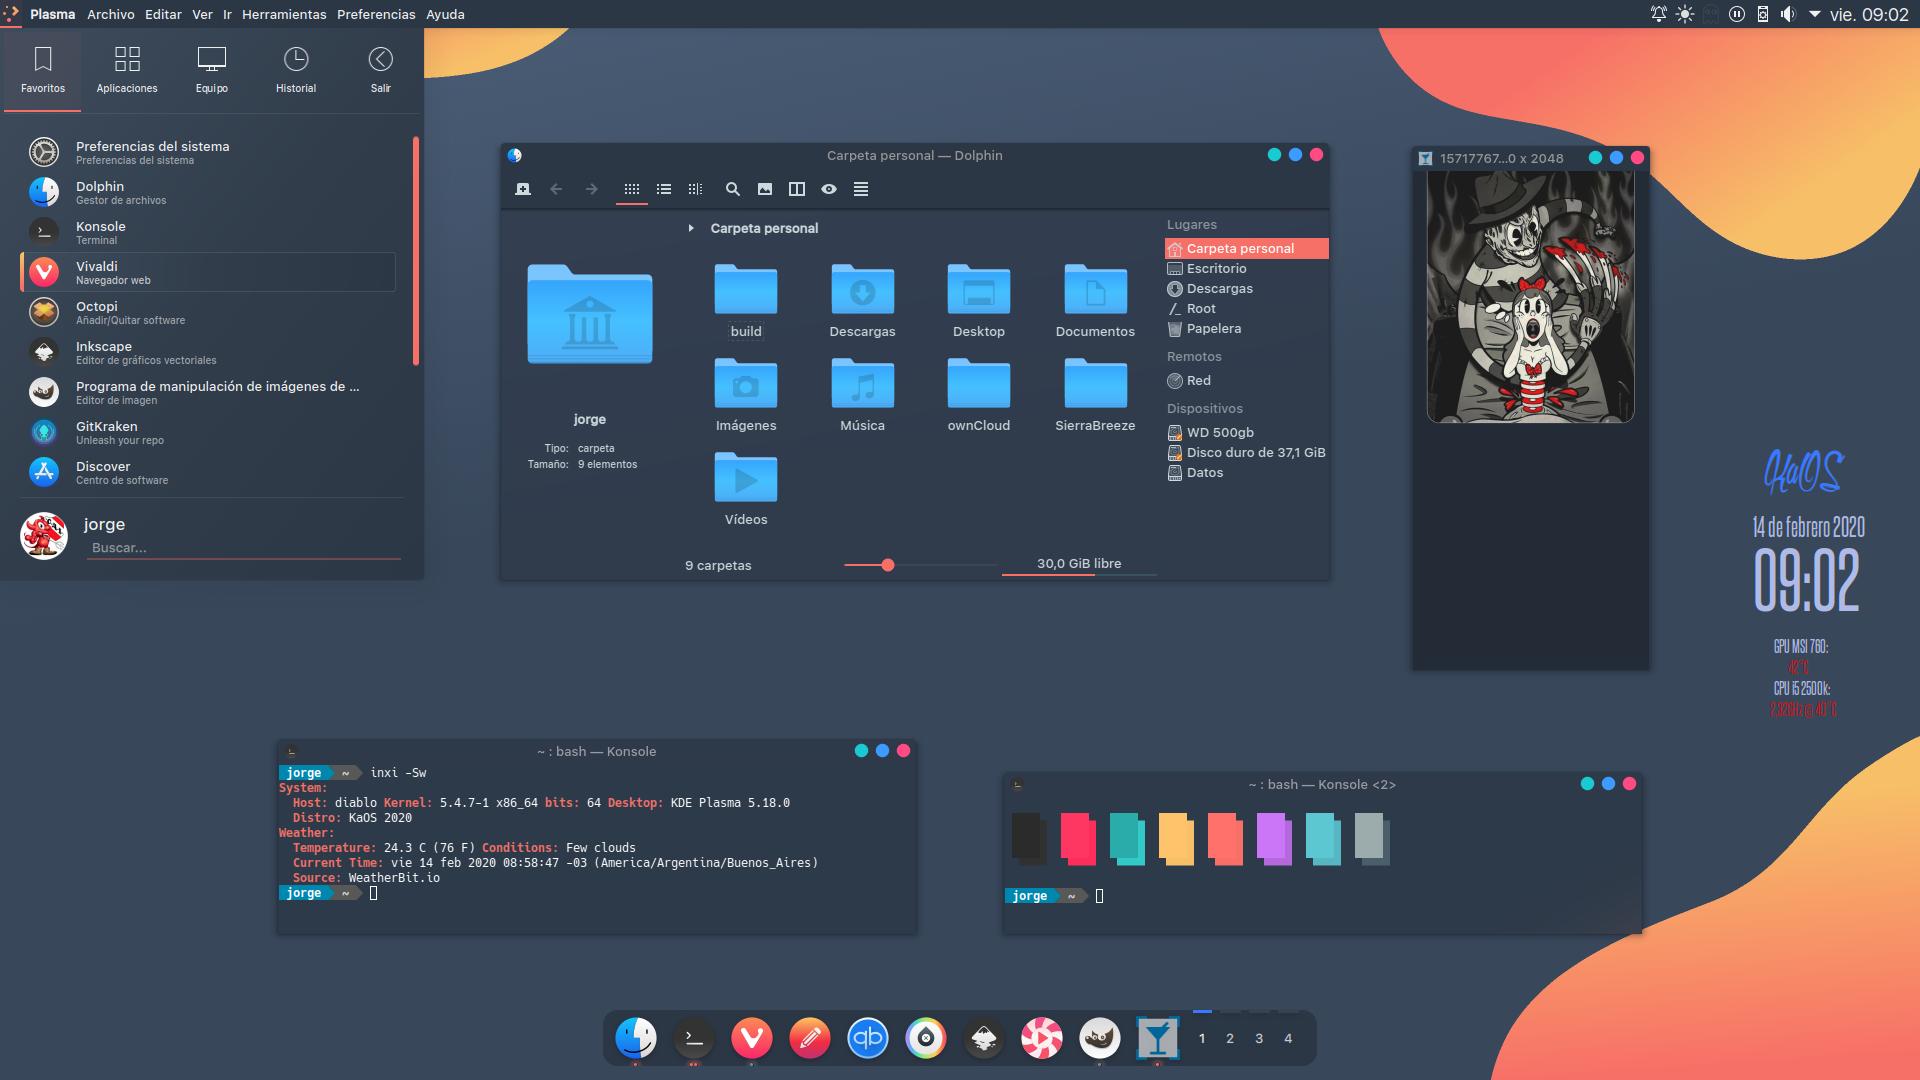 Plasma Archivo Editar Ver Ir Herramientas Preferencias Ayuda
vie. 09:02
Favoritos Aplicaciones Equipo Historial Salir
Preferencias del sistema
Preferencias del sistema
Dolphin
Gestor de archivos
Konsole
Terminal
Vivaldi
Navegador web
Octopi
Añadir/Quitar software
Inkscape
Editor de gráficos vectoriales
Programa de manipulación de imágenes de ...
Editor de imagen
GitKraken
Unleash your repo
Discover
Centro de software
jorge
Buscar...
Carpeta personal — Dolphin
Carpeta personal
jorge
Tipo: carpeta
Tamaño: 9 elementos
build Descargas Desktop Documentos
Imágenes Música ownCloud SierraBreeze
Vídeos
Lugares
Carpeta personal
Escritorio
Descargas
Root
Papelera
Remotos
Red
Dispositivos
WD 500gb
Disco duro de 37,1 GiB
Datos
9 carpetas
30,0 GiB libre
15717767...0 x 2048
KaOS
14 de febrero 2020
09:02
GPU MSI 760:
42°C
CPU i5 2500k:
~ : bash — Konsole
jorge ~ inxi -Sw
System:
Host: diablo Kernel: 5.4.7-1 x86_64 bits: 64 Desktop: KDE Plasma 5.18.0
Distro: KaOS 2020
Weather:
Temperature: 24.3 C (76 F) Conditions: Few clouds
Current Time: vie 14 feb 2020 08:58:47 -03 (America/Argentina/Buenos_Aires)
Source: WeatherBit.io
jorge ~
~ : bash — Konsole <2>
jorge ~
qb
1 2 3 4